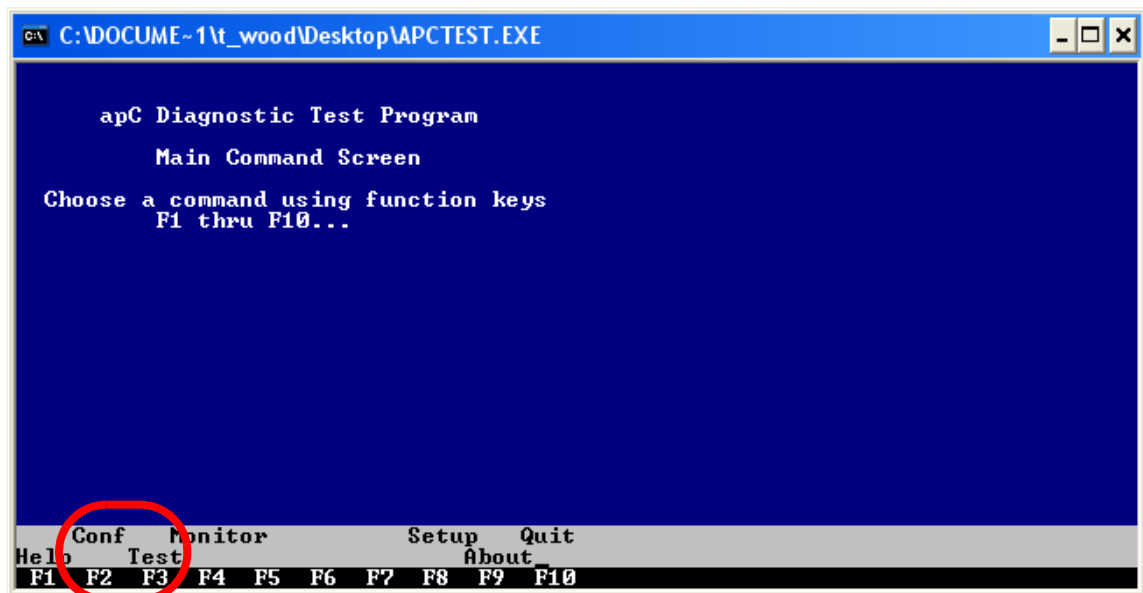 C:\DOCUME~1\t_wood\Desktop\APCTEST.EXE
apC Diagnostic Test Program
Main Command Screen
Choose a command using function keys
F1 thru F10...
Conf Monitor Setup Quit
Help Test About_
F1 F2 F3 F4 F5 F6 F7 F8 F9 F10